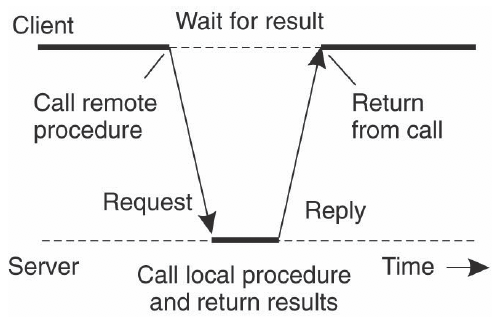 Client
Wait for result
Call remote
procedure
Return
from call
Request
Reply
Server
Call local procedure
and return results
Time